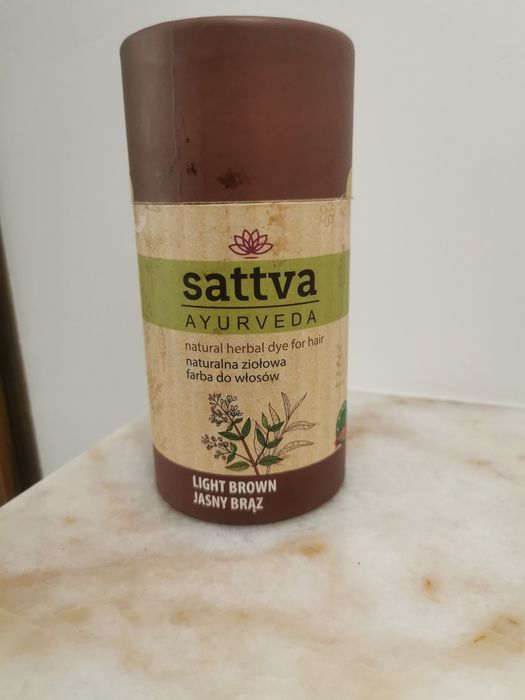 sattva
AYURVEDA
natural herbal dye for hair
naturalna ziołowa
farba do włosów
LIGHT BROWN
JASNY BRĄZ